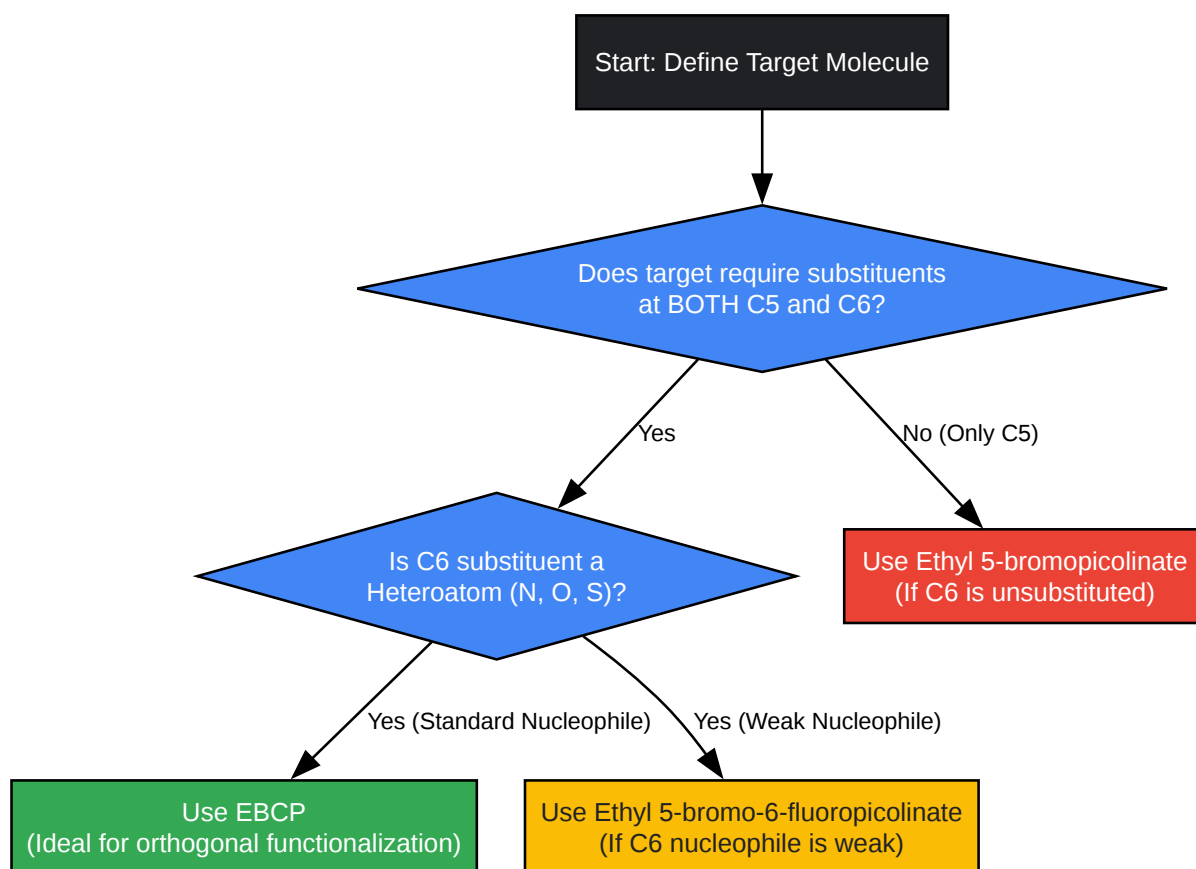 Start: Define Target Molecule
Does target require substituents
at BOTH C5 and C6?
Yes
No (Only C5)
Is C6 substituent a
Heteroatom (N, O, S)?
Use Ethyl 5-bromopicolinate
(If C6 is unsubstituted)
Yes (Standard Nucleophile)
Yes (Weak Nucleophile)
Use EBCP
(Ideal for orthogonal functionalization)
Use Ethyl 5-bromo-6-fluoropicolinate
(If C6 nucleophile is weak)